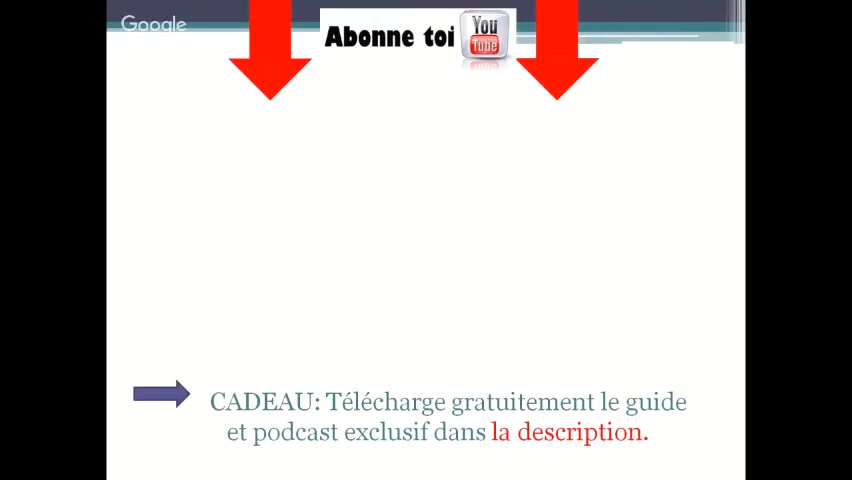 Google
Abonne toi You
Tube
CADEAU: Télécharge gratuitement le guide
et podcast exclusif dans la description.